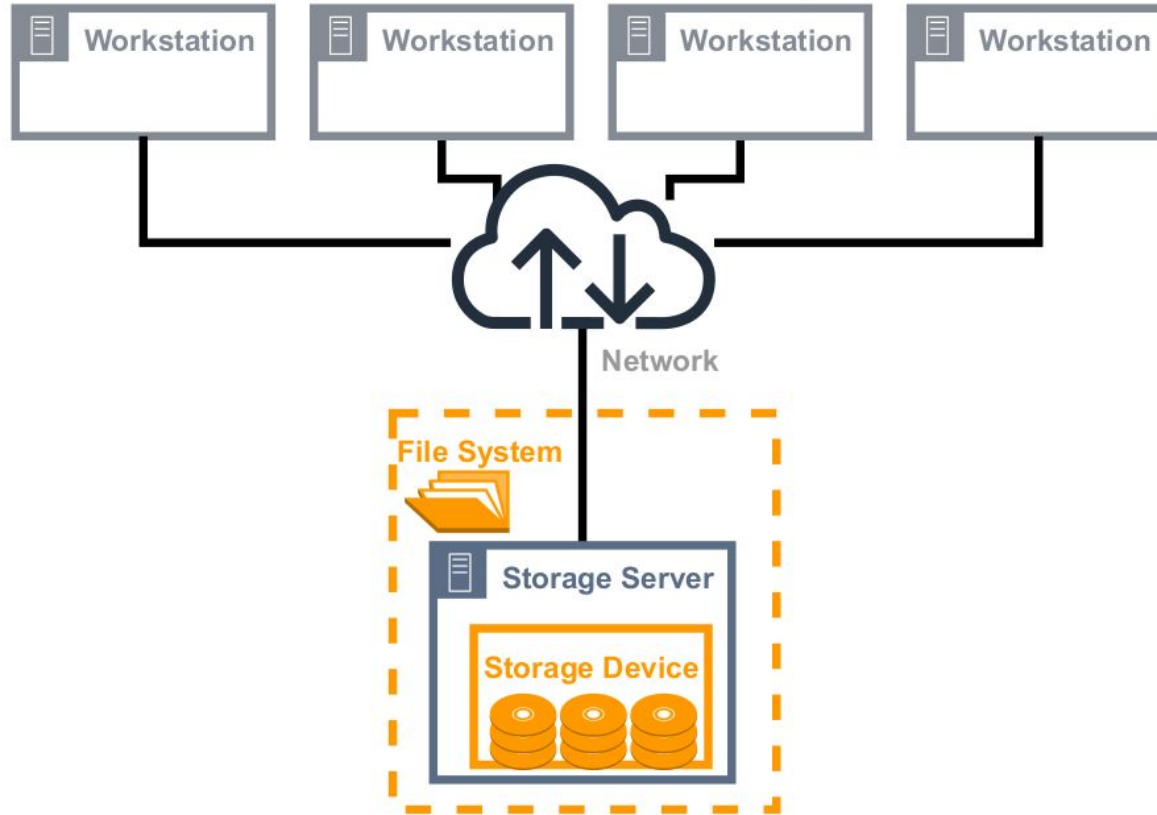 Workstation
Workstation
Workstation
Workstation
Network
File System
Storage Server
Storage Device